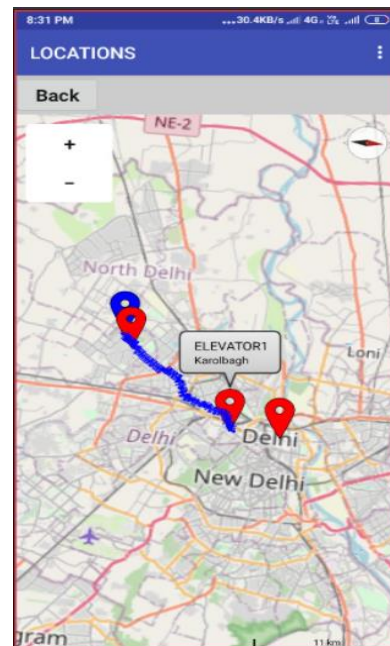 8:31 PM
...30.4KB/s 4G
LOCATIONS
Back
+
−
NE-2
North Delhi
ELEVATOR1
Karolbagh
Loni
Delhi
Delhi
New Delhi
gram
11 km